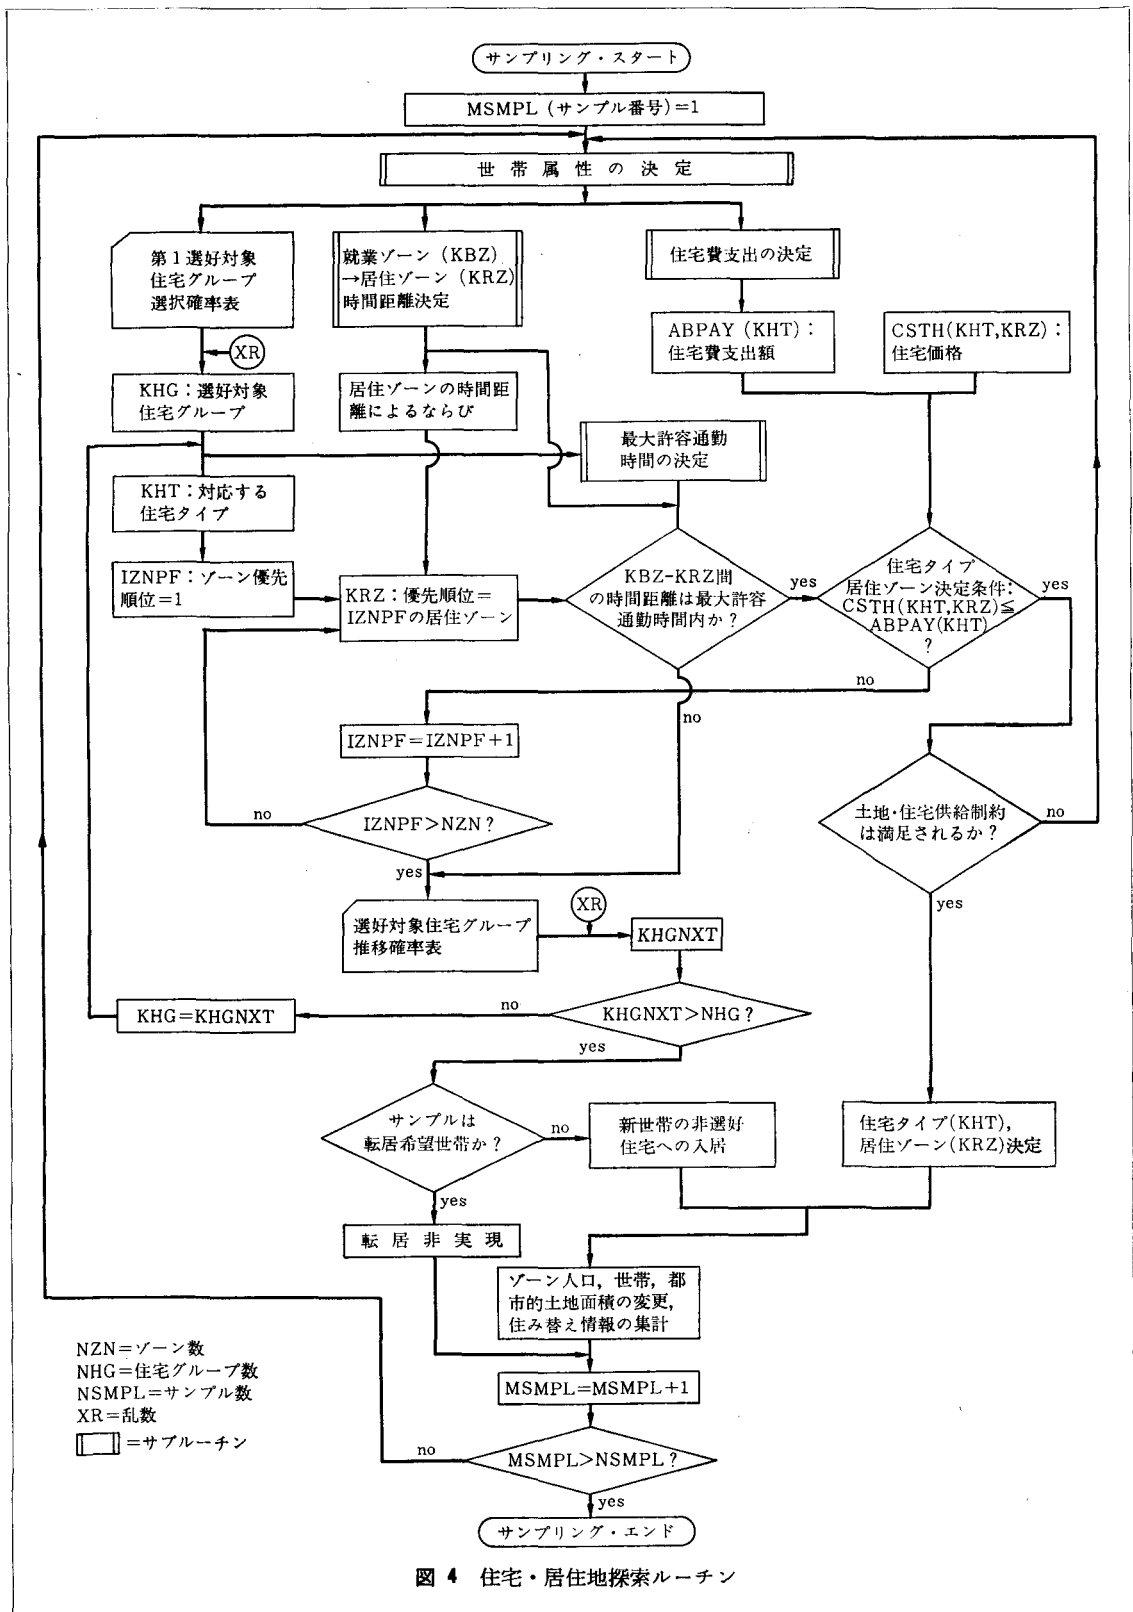 サンプリング・スタート
MSMPL (サンプル番号)=1
世帯属性の決定
第1選好対象
住宅グループ
選択確率表
就業ゾーン (KBZ)
→居住ゾーン (KRZ)
時間距離決定
住宅費支出の決定
XR
ABPAY (KHT):
住宅費支出額
CSTH(KHT,KRZ):
住宅価格
KHG:選好対象
住宅グループ
居住ゾーンの時間距
離によるならび
最大許容通勤
時間の決定
KHT:対応する
住宅タイプ
IZNPF:ゾーン優先
順位=1
KRZ:優先順位=
IZNPFの居住ゾーン
KBZ-KRZ間
の時間距離は最大許容
通勤時間内か?
yes
住宅タイプ
居住ゾーン決定条件:
CSTH(KHT,KRZ)≦
ABPAY(KHT)
?
yes
no
no
IZNPF=IZNPF+1
IZNPF>NZN?
no
yes
土地・住宅供給制約
は満足されるか?
no
yes
選好対象住宅グループ
推移確率表
XR
KHGNXT
KHGNXT>NHG?
no
yes
KHG=KHGNXT
サンプルは
転居希望世帯か?
no
yes
新世帯の非選好
住宅への入居
住宅タイプ(KHT),
居住ゾーン(KRZ)決定
転居非実現
ゾーン人口, 世帯, 都
市的土地面積の変更,
住み替え情報の集計
MSMPL=MSMPL+1
MSMPL>NSMPL?
no
yes
サンプリング・エンド
NZN=ゾーン数
NHG=住宅グループ数
NSMPL=サンプル数
XR=乱数
=サブルーチン
図 4 住宅・居住地探索ルーチン